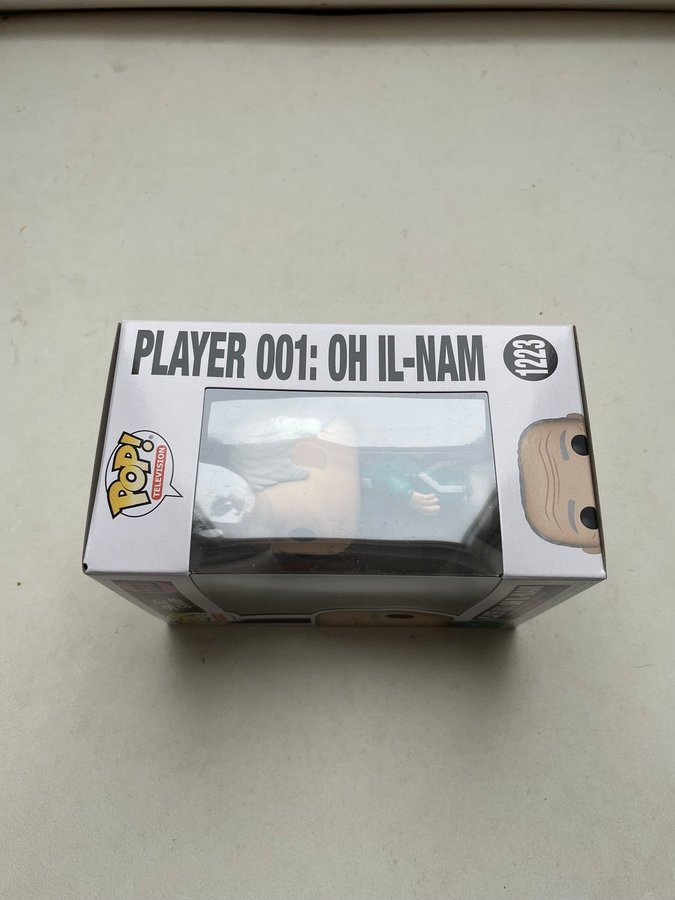 PLAYER 001: OH IL-NAM
1223
POP!
TELEVISION